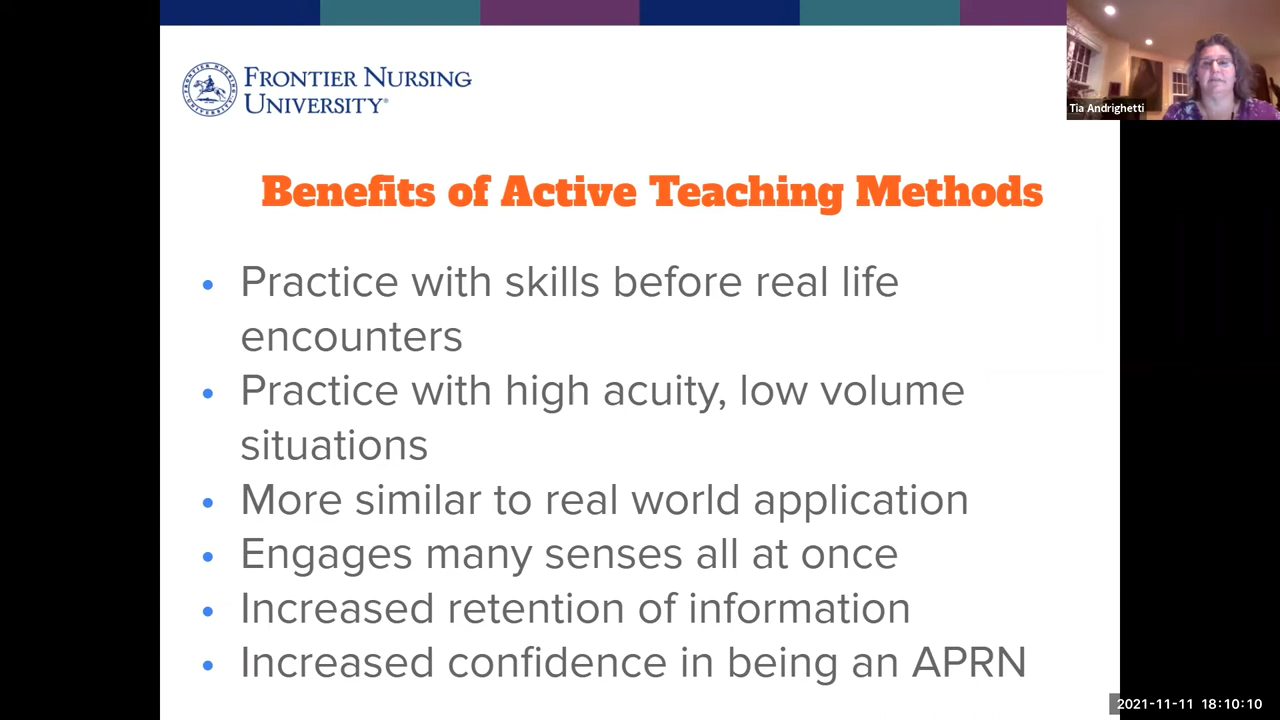 FRONTIER NURSING
UNIVERSITY®
Tia Andrighetti
Benefits of Active Teaching Methods
• Practice with skills before real life
encounters
• Practice with high acuity, low volume
situations
• More similar to real world application
• Engages many senses all at once
• Increased retention of information
• Increased confidence in being an APRN
2021-11-11 18:10:10